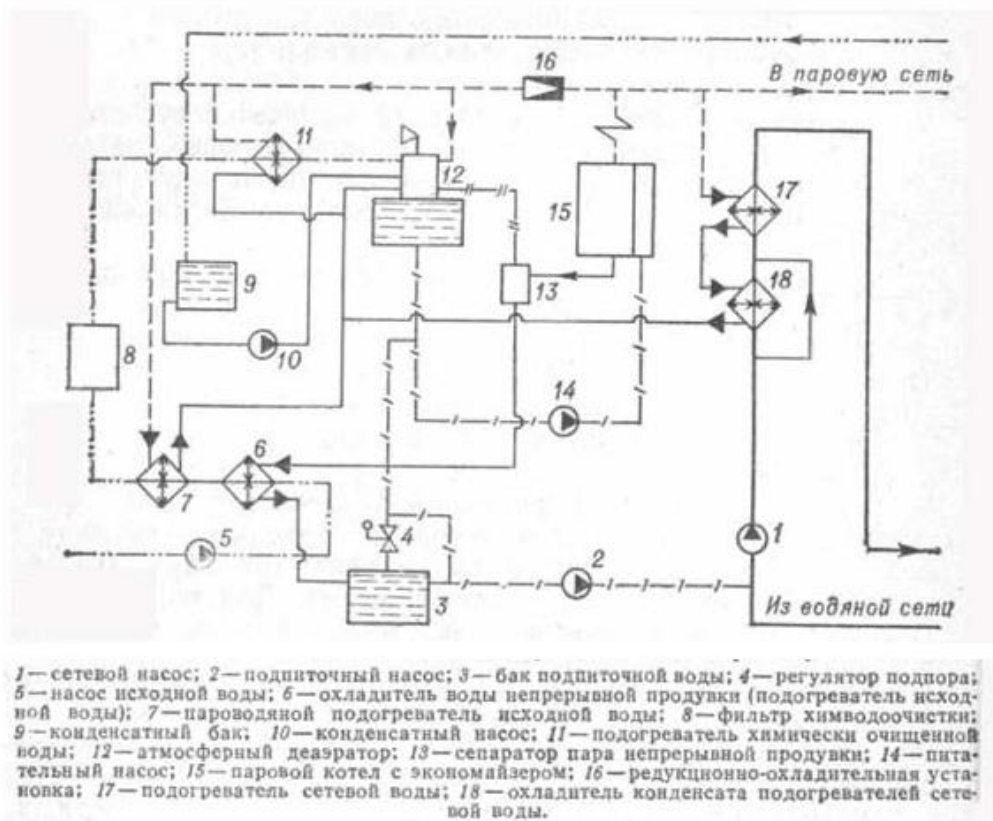 16
В паровую сеть
11
12
17
15
9
13
18
8
10
14
6
7
5
4
2
1
3
Из водяной сети
1—сетевой насос; 2—подпиточный насос; 3—бак подпиточной воды; 4—регулятор подпора;
5—насос исходной воды; 6—охладитель воды непрерывной продувки (подогреватель исход-
ной воды); 7—пароводяной подогреватель исходной воды; 8—фильтр химводоочистки;
9—конденсатный бак; 10—конденсатный насос; 11—подогреватель химически очищенной
воды; 12—атмосферный деаэратор; 13—сепаратор пара непрерывной продувки; 14—пита-
тельный насос; 15—паровой котел с экономайзером; 16—редукционно-охладительная уста-
новка; 17—подогреватель сетевой воды; 18—охладитель конденсата подогревателей сете-
вой воды.